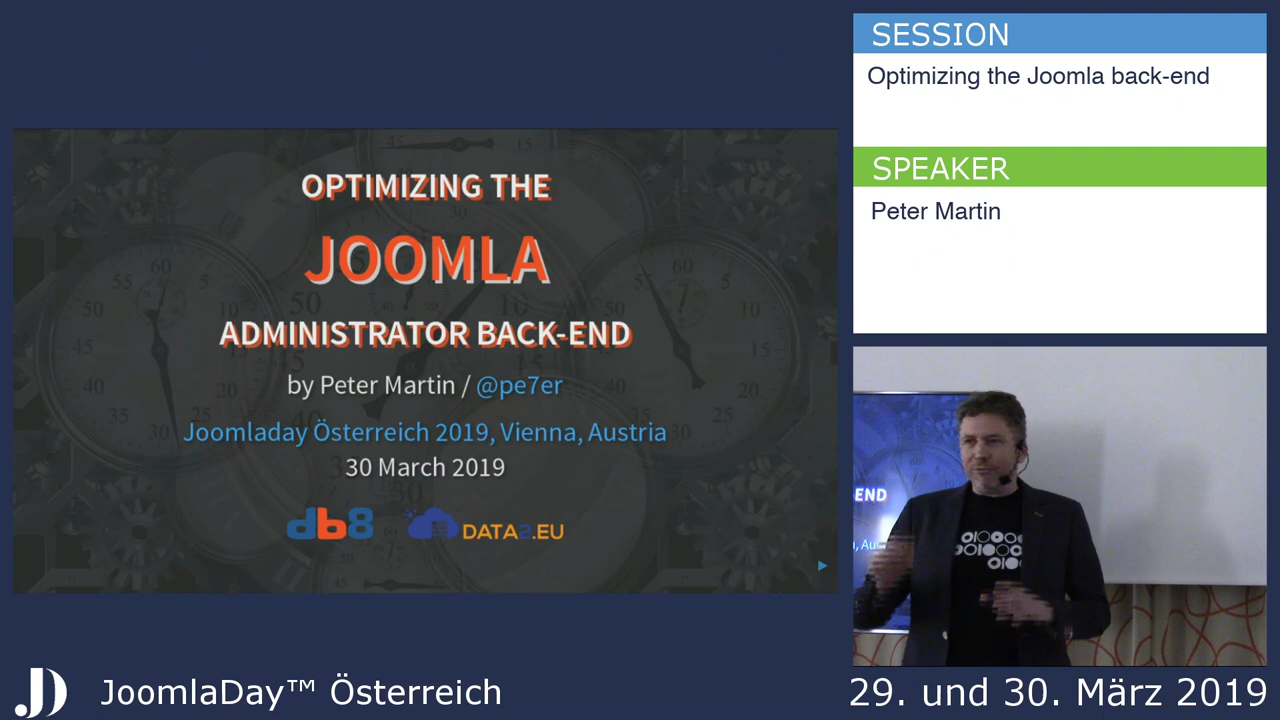 OPTIMIZING THE
JOOMLA
ADMINISTRATOR BACK-END
by Peter Martin / @pe7er
Joomladay Österreich 2019, Vienna, Austria
30 March 2019
db8
DATA2.EU
SESSION
Optimizing the Joomla back-end
SPEAKER
Peter Martin
END
JoomlaDay™ Österreich
29. und 30. März 2019